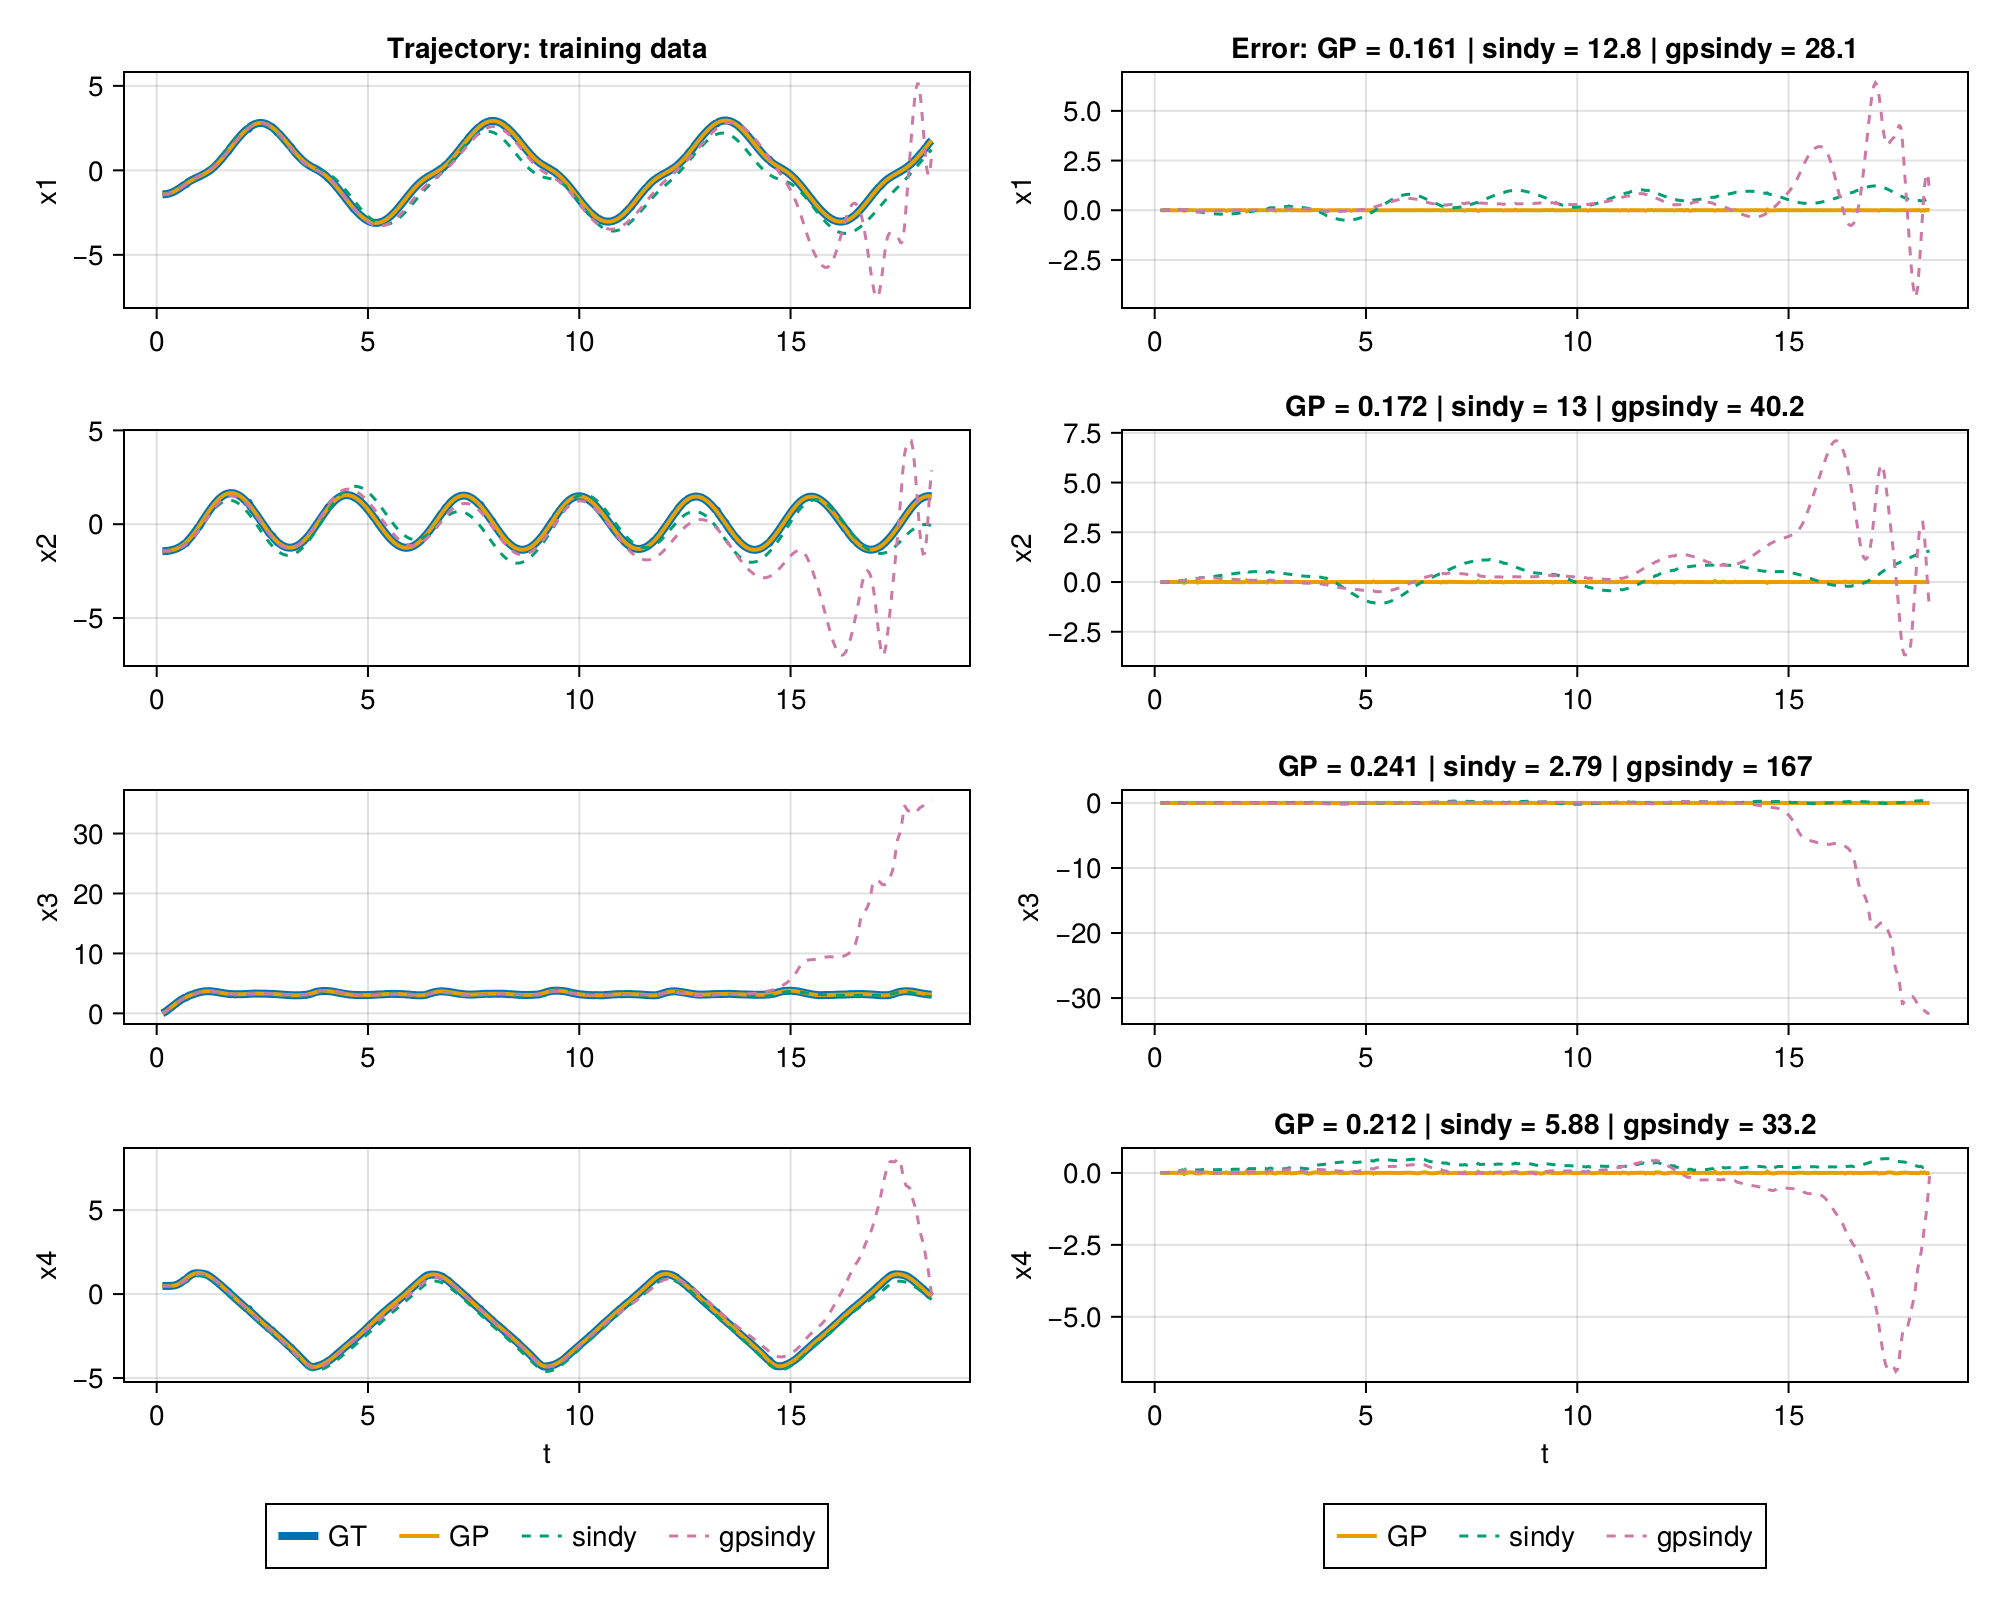 Trajectory: training data
Error: GP = 0.161 | sindy = 12.8 | gpsindy = 28.1
x1
5
0
−5
0 5 10 15
x1
5.0
2.5
0.0
−2.5
0 5 10 15
GP = 0.172 | sindy = 13 | gpsindy = 40.2
x2
5
0
−5
0 5 10 15
x2
7.5
5.0
2.5
0.0
−2.5
0 5 10 15
GP = 0.241 | sindy = 2.79 | gpsindy = 167
x3
30
20
10
0
0 5 10 15
x3
0
−10
−20
−30
0 5 10 15
GP = 0.212 | sindy = 5.88 | gpsindy = 33.2
x4
5
0
−5
0 5 10 15
t
x4
0.0
−2.5
−5.0
0 5 10 15
t
GT GP sindy gpsindy
GP sindy gpsindy